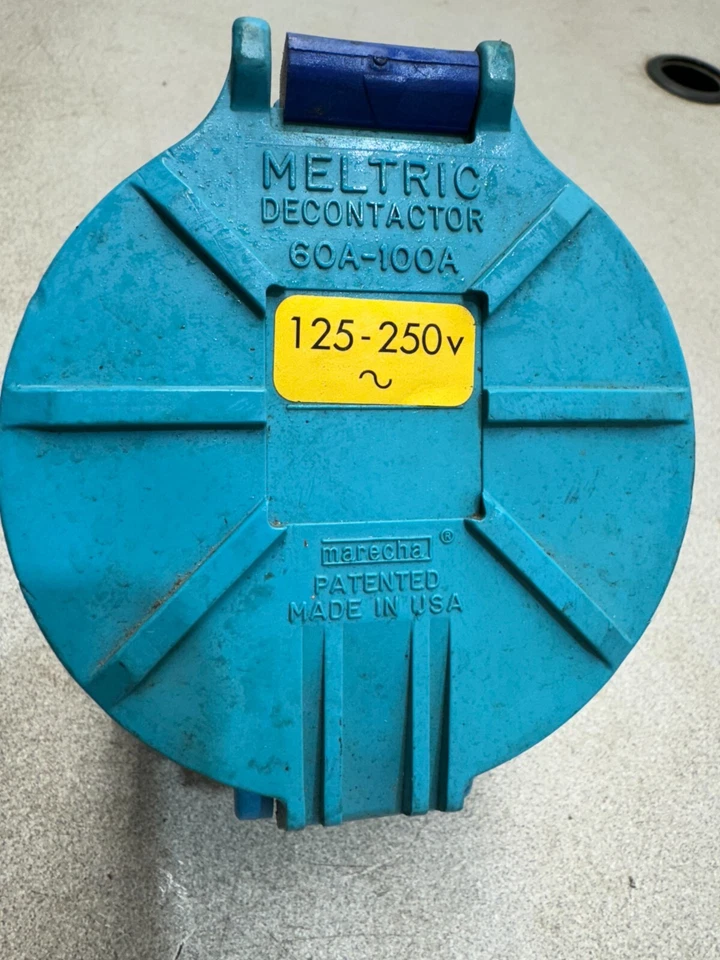 MELTRIC
DECONTACTOR
60A-100A
125-250v
~
marechal ®
PATENTED
MADE IN USA